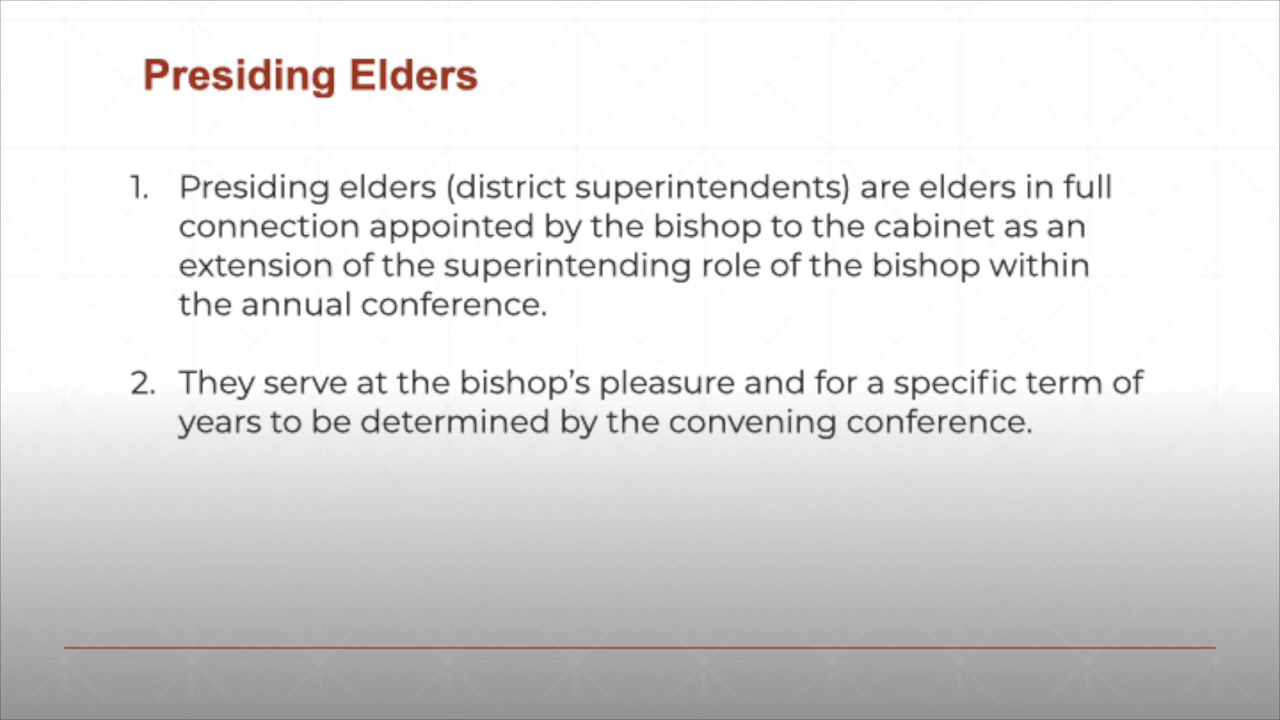 Presiding Elders
1. Presiding elders (district superintendents) are elders in full
connection appointed by the bishop to the cabinet as an
extension of the superintending role of the bishop within
the annual conference.
2. They serve at the bishop’s pleasure and for a specific term of
years to be determined by the convening conference.